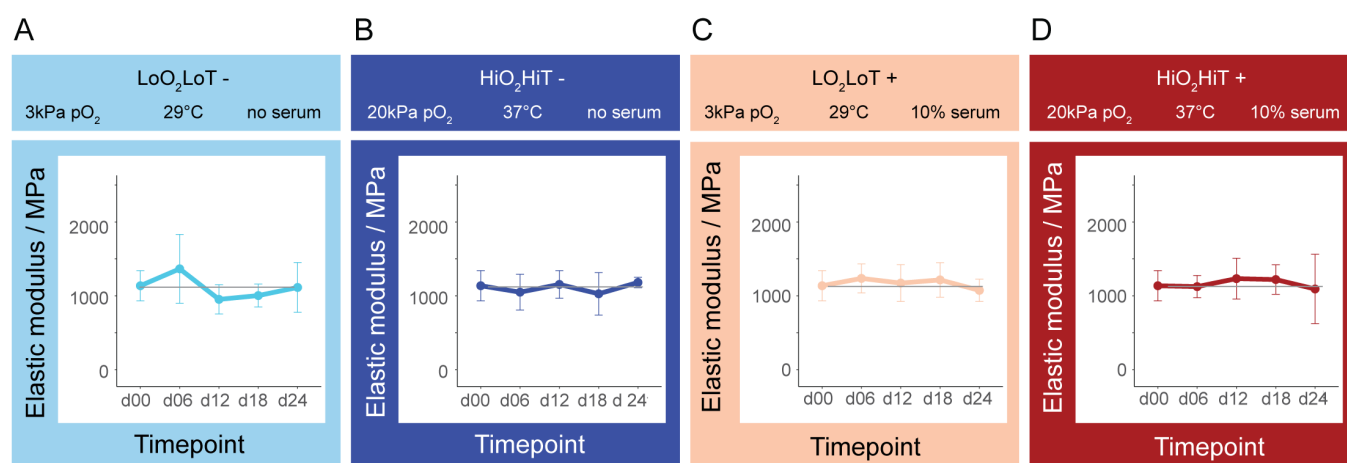 A
LoO₂LoT -
3kPa pO₂ 29°C no serum
Elastic modulus / MPa
2000
1000
0
d00 d06 d12 d18 d24
Timepoint
B
HiO₂HiT -
20kPa pO₂ 37°C no serum
Elastic modulus / MPa
2000
1000
0
d00 d06 d12 d18 d 24
Timepoint
C
LO₂LoT +
3kPa pO₂ 29°C 10% serum
Elastic modulus / MPa
2000
1000
0
d00 d06 d12 d18 d24
Timepoint
D
HiO₂HiT +
20kPa pO₂ 37°C 10% serum
Elastic modulus / MPa
2000
1000
0
d00 d06 d12 d18 d24
Timepoint